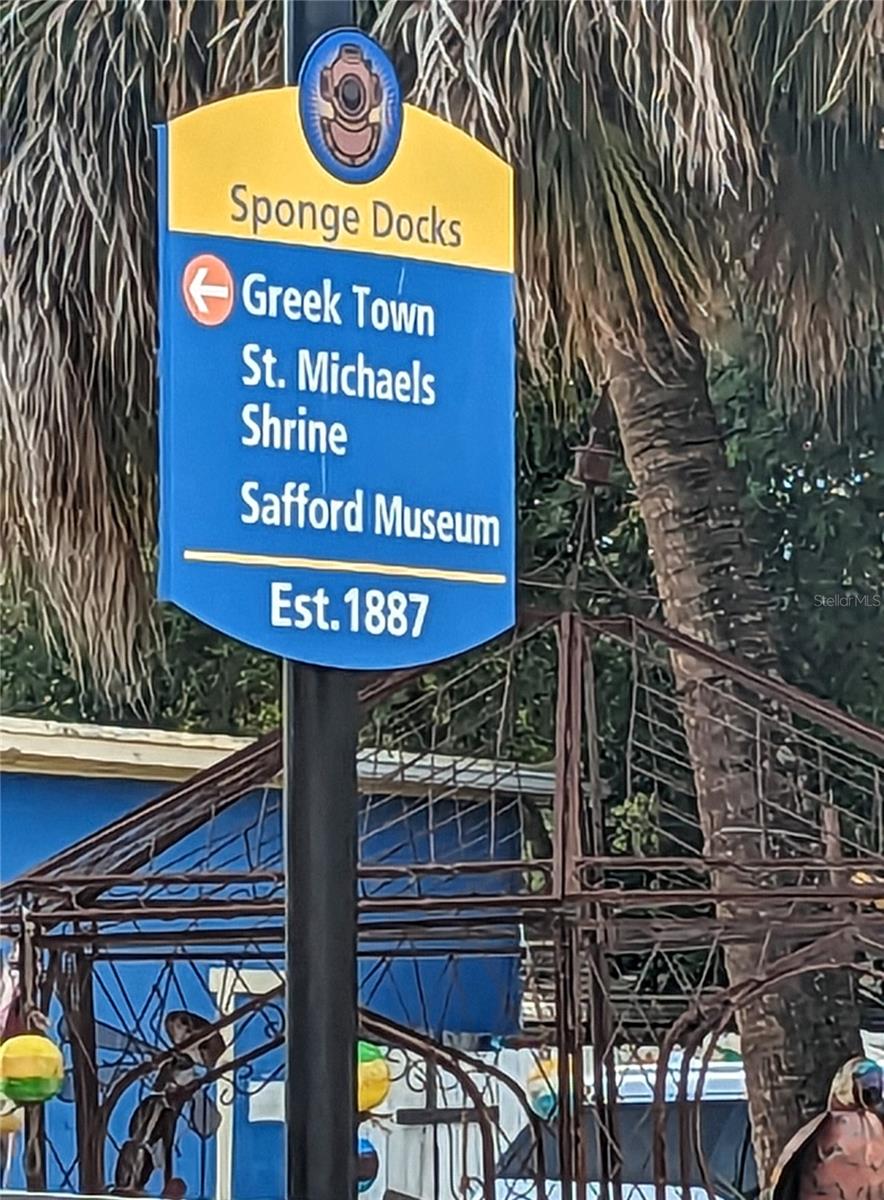 Sponge Docks
Greek Town
St. Michaels
Shrine
Safford Museum
Est.1887
StellarMLS